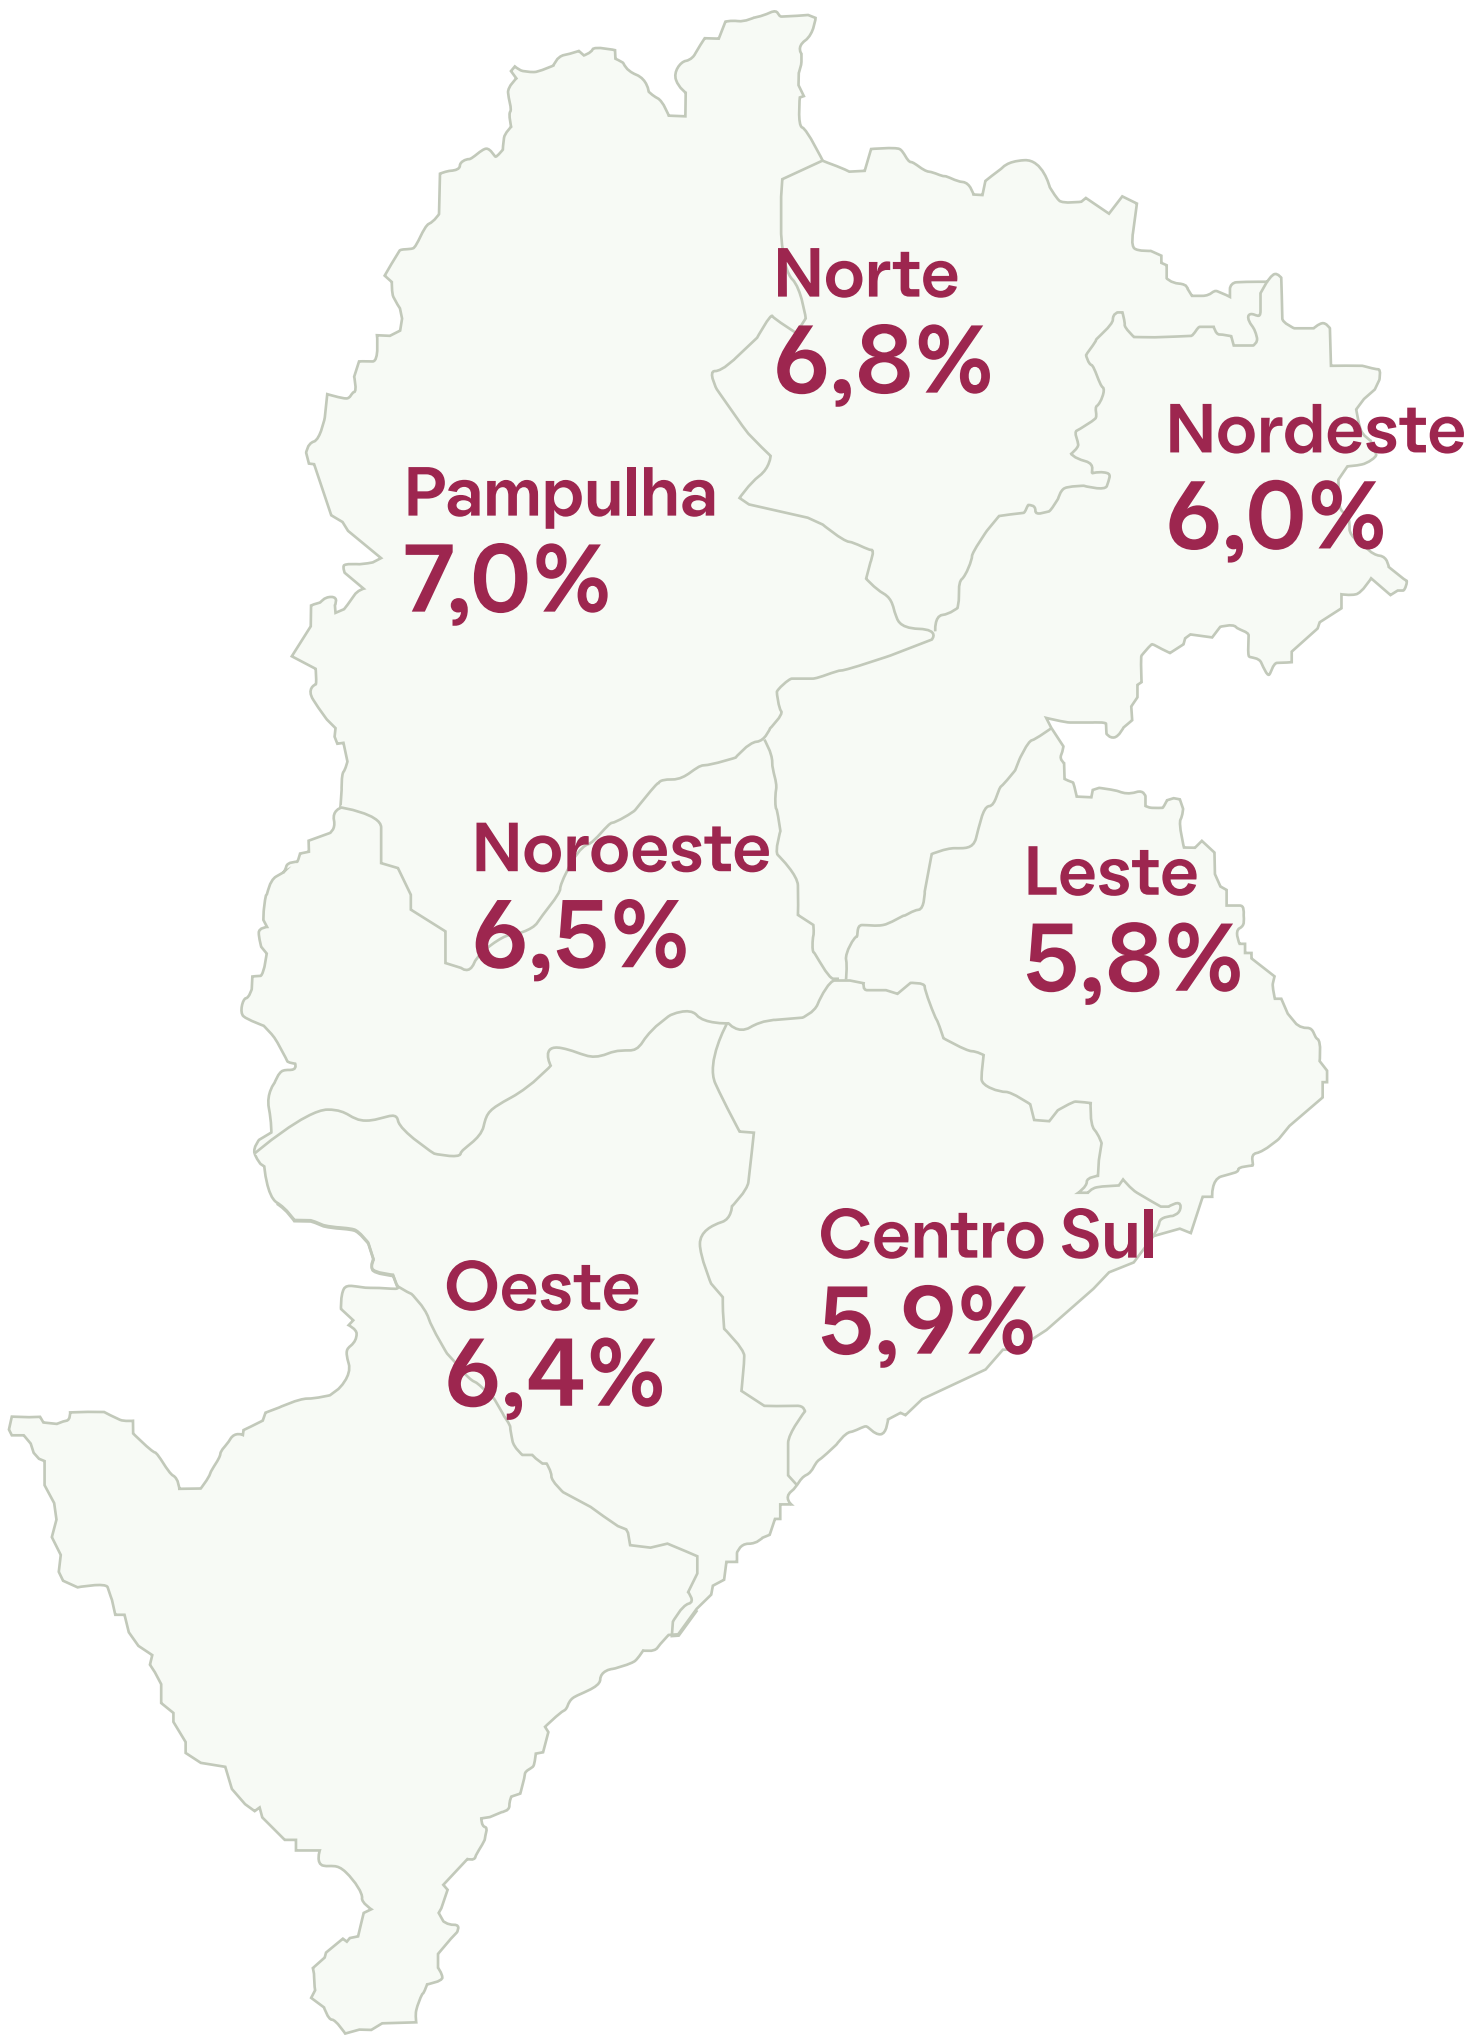 Norte
6,8%
Nordeste
6,0%
Pampulha
7,0%
Noroeste
6,5%
Leste
5,8%
Centro Sul
5,9%
Oeste
6,4%